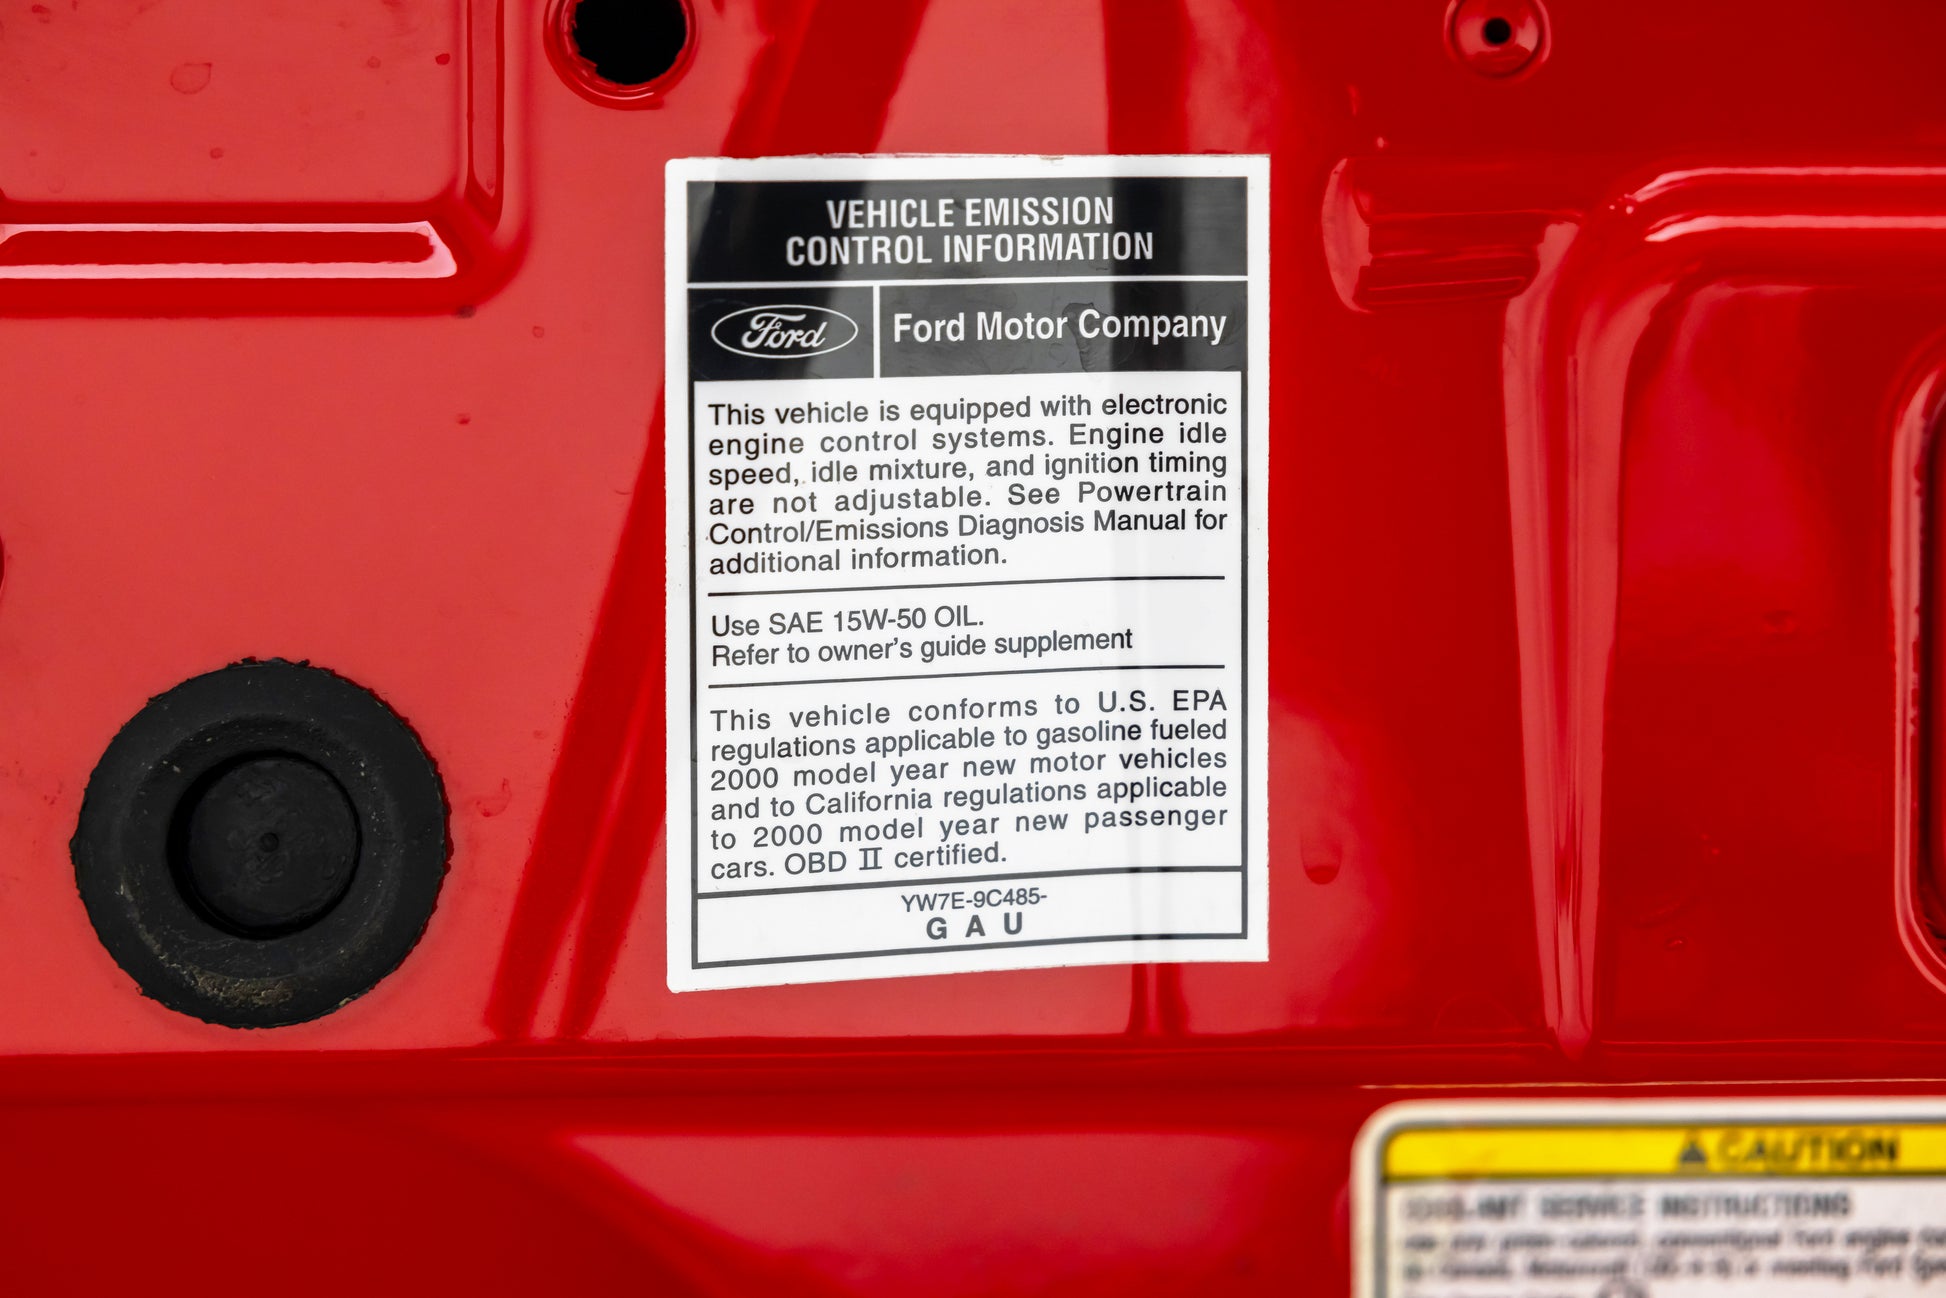 VEHICLE EMISSION
CONTROL INFORMATION
Ford
Ford Motor Company
This vehicle is equipped with electronic
engine control systems. Engine idle
speed, idle mixture, and ignition timing
are not adjustable. See Powertrain
Control/Emissions Diagnosis Manual for
additional information.
Use SAE 15W-50 OIL.
Refer to owner's guide supplement
This vehicle conforms to U.S. EPA
regulations applicable to gasoline fueled
2000 model year new motor vehicles
and to California regulations applicable
to 2000 model year new passenger
cars. OBD II certified.
YW7E-9C485-
G A U
CAUTION
SERVICE INSTRUCTIONS